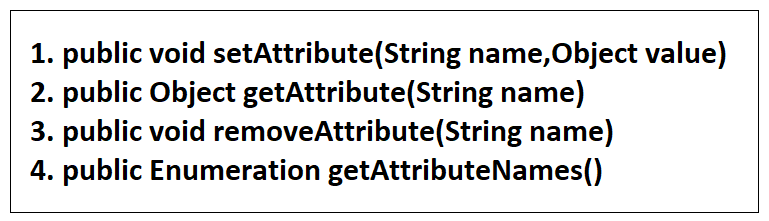 1. public void setAttribute(String name,Object value)
2. public Object getAttribute(String name)
3. public void removeAttribute(String name)
4. public Enumeration getAttributeNames()